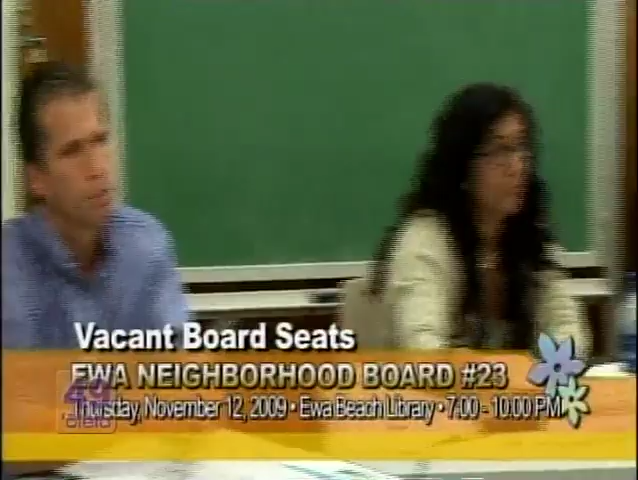 Vacant Board Seats
EWA NEIGHBORHOOD BOARD #23
Thursday, November 12, 2009 • Ewa Beach Library • 7:00 - 10:00 PM
49